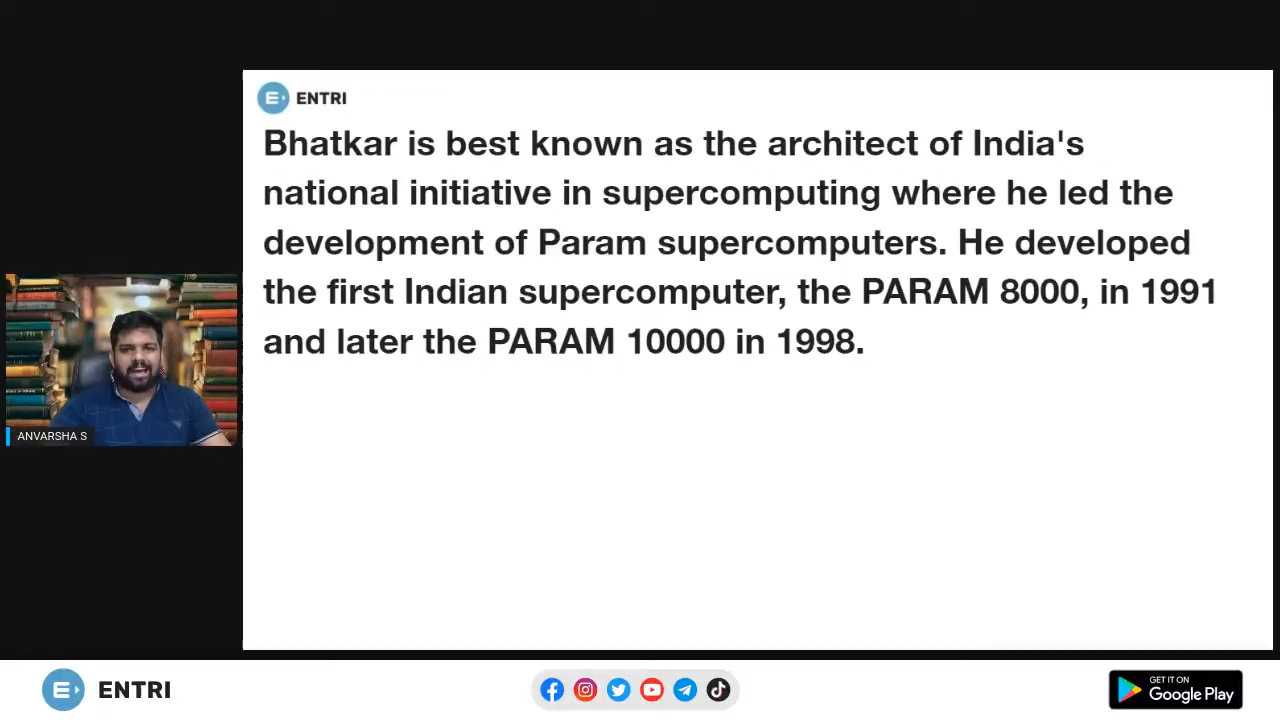 ENTRI
Bhatkar is best known as the architect of India's
national initiative in supercomputing where he led the
development of Param supercomputers. He developed
the first Indian supercomputer, the PARAM 8000, in 1991
and later the PARAM 10000 in 1998.
ANVARSHA S
ENTRI
GET IT ON
Google Play